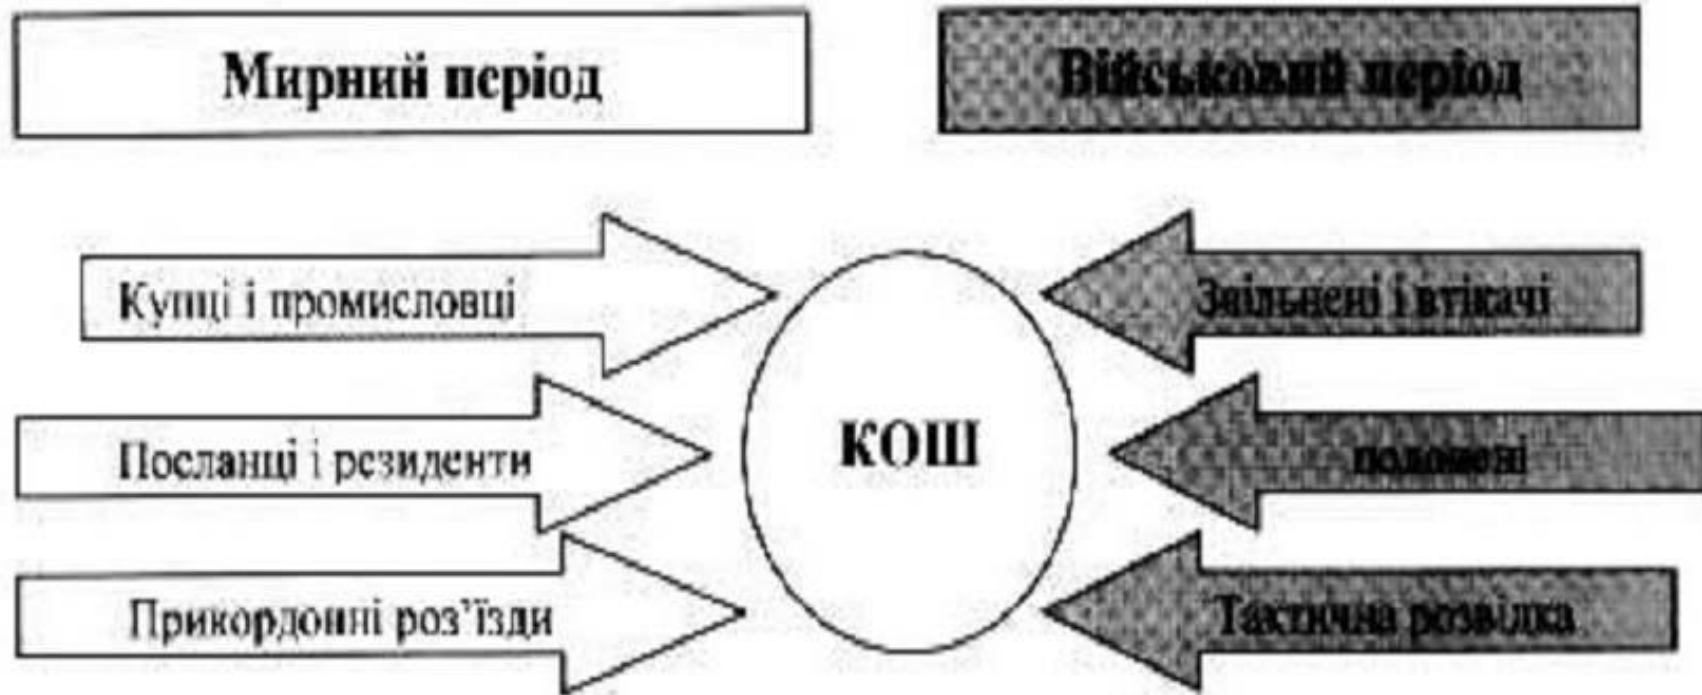 Мирний період
Військовий період
Купці і промисловці
Звільнені і втікачі
Посланці і резиденти
КОШ
полонені
Прикордонні роз'їзди
Тактична розвідка